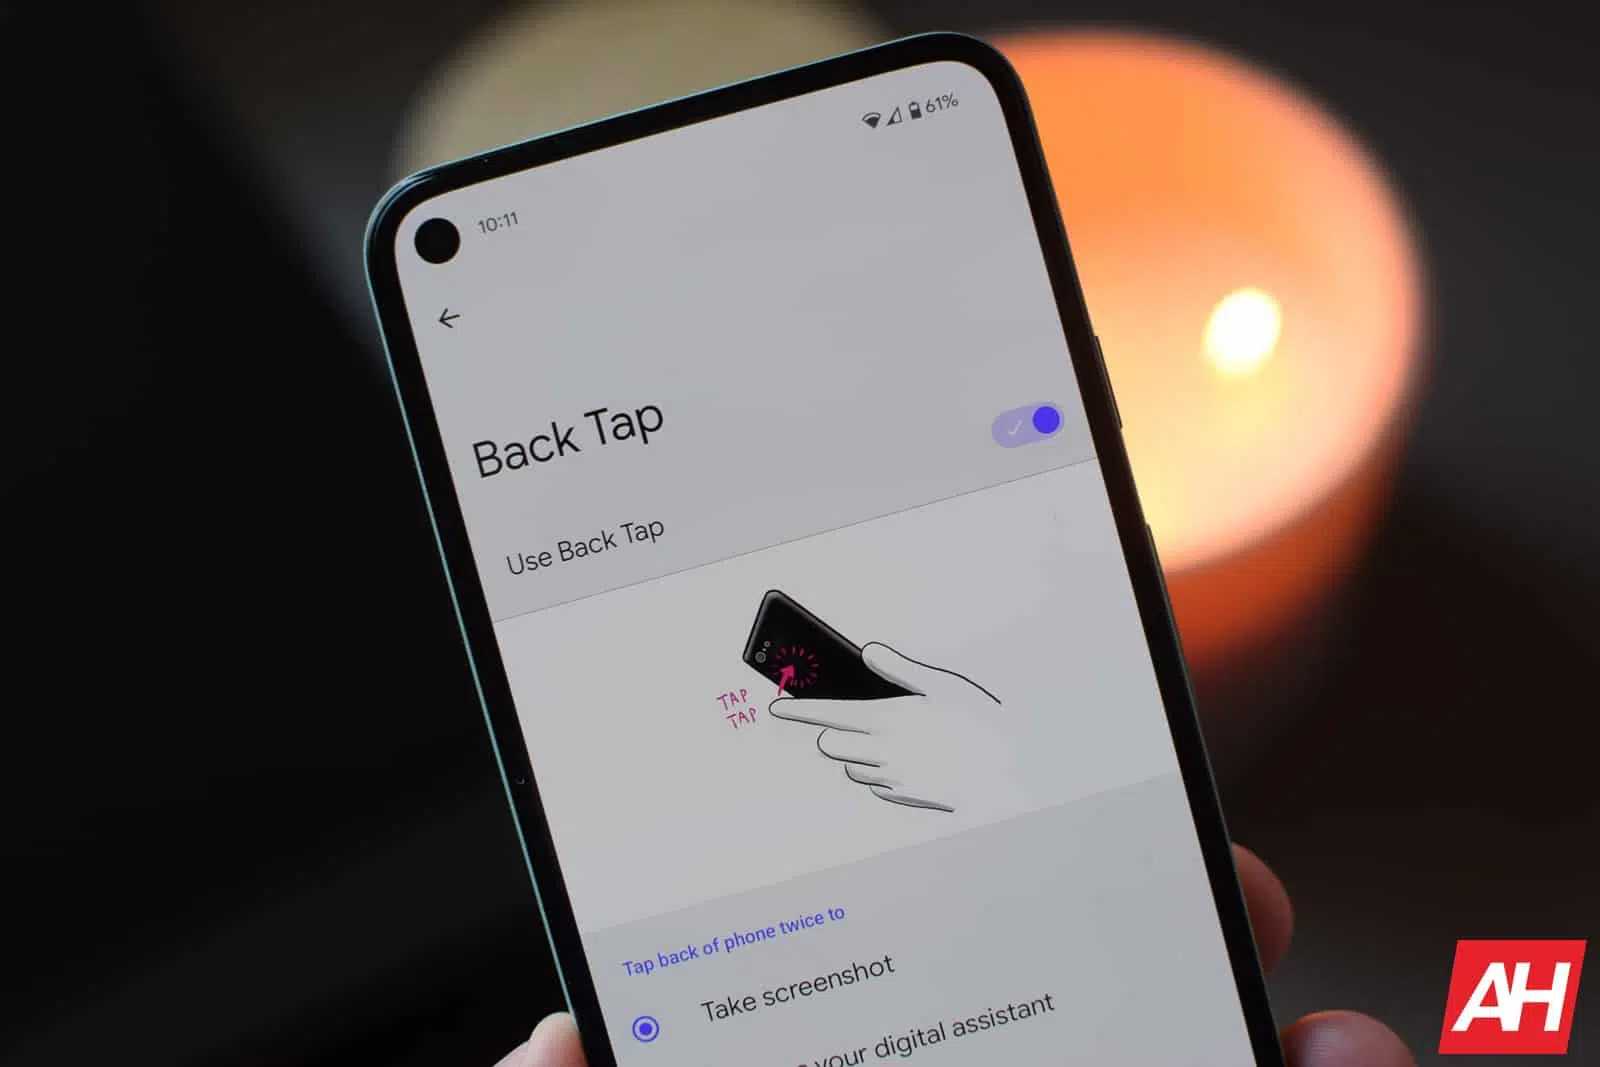 10:11
61%
Back Tap
Use Back Tap
TAP
TAP
Tap back of phone twice to
Take screenshot
your digital assistant
AH